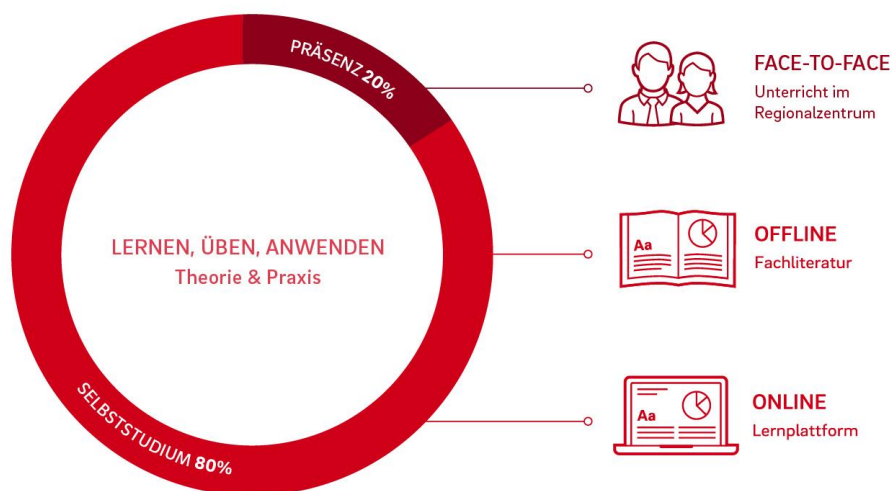 PRÄSENZ 20%
FACE-TO-FACE
Unterricht im
Regionalzentrum
LERNEN, ÜBEN, ANWENDEN
Theorie & Praxis
Aa
OFFLINE
Fachliteratur
SELBSTSTUDIUM 80%
Aa
ONLINE
Lernplattform